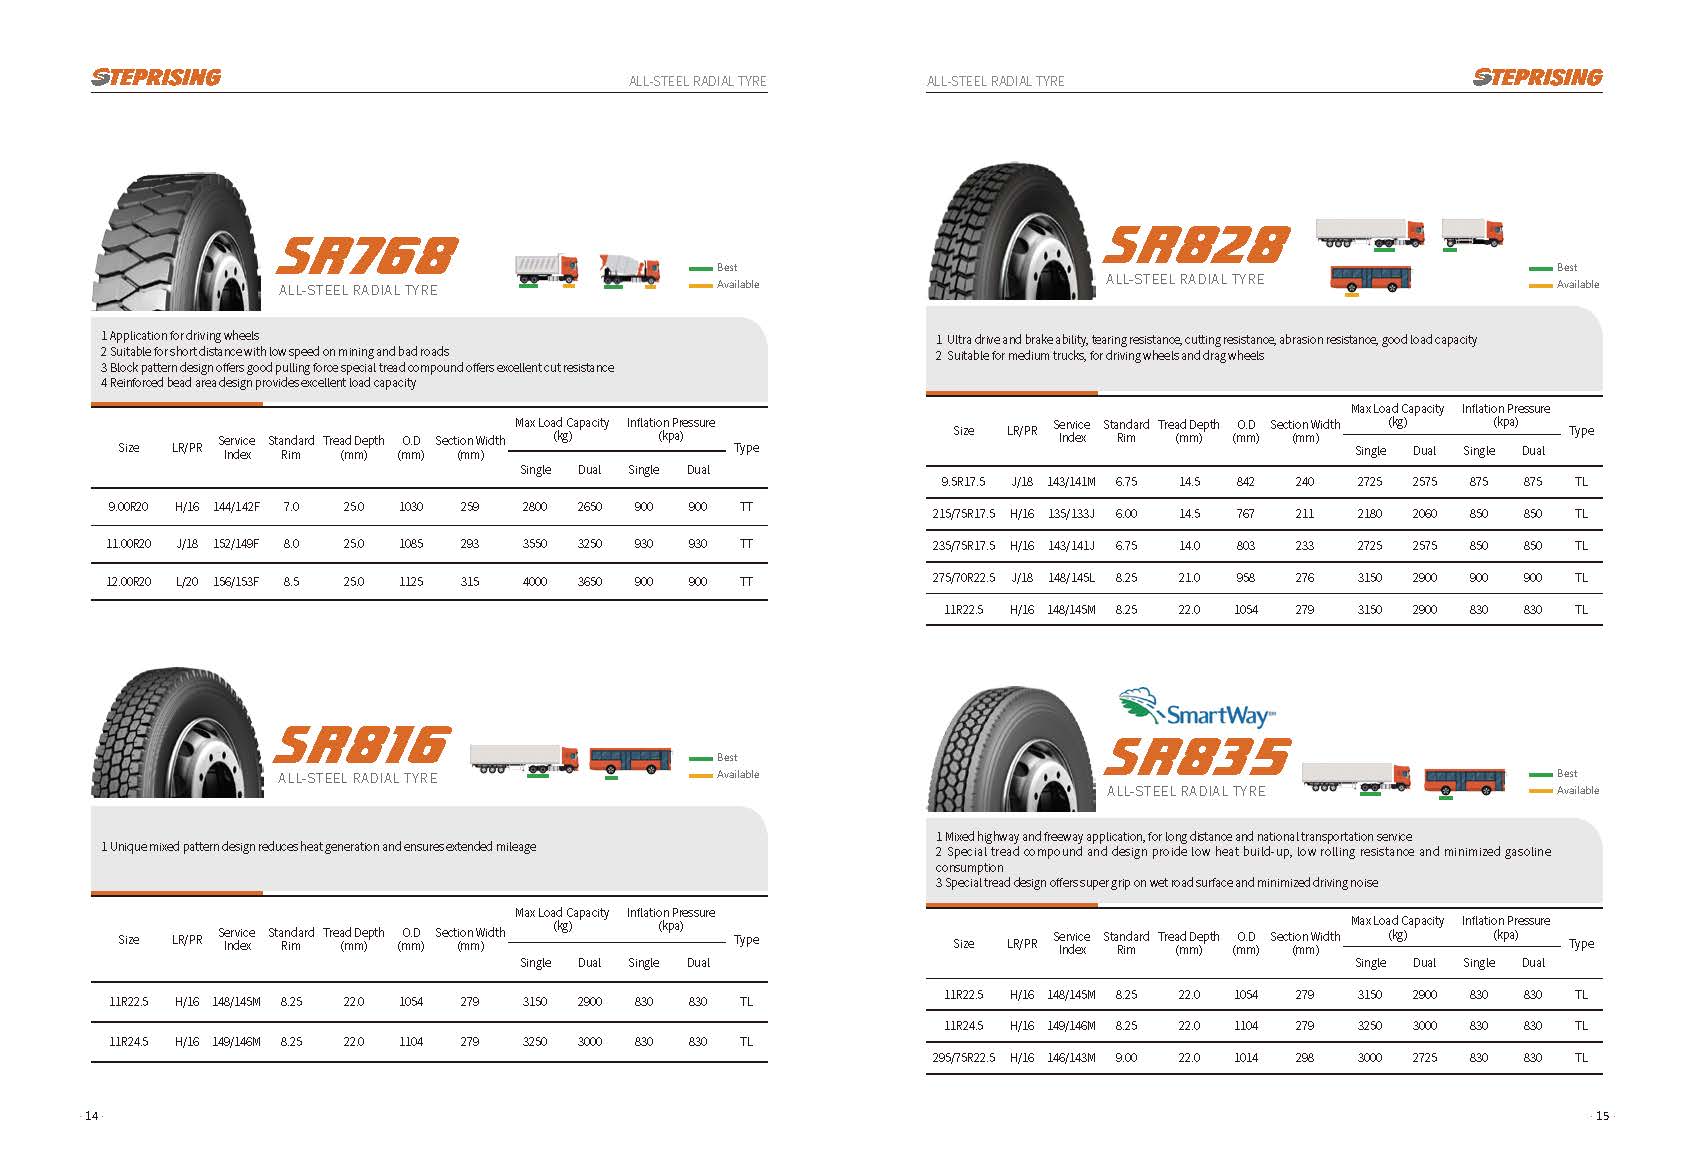 STEPRISING
ALL-STEEL RADIAL TYRE
SR768
ALL-STEEL RADIAL TYRE
Best
Available
1 Application for driving wheels
2 Suitable for short distance with low speed on mining and bad roads
3 Block pattern design offers good pulling force special tread compound offers excellent cut resistance
4 Reinforced bead area design provides excellent load capacity
Size LR/PR Service Index Standard Rim Tread Depth (mm) O.D (mm) Section Width (mm) Max Load Capacity (kg) Inflation Pressure (kpa) Type
Single Dual Single Dual
9.00R20 H/16 144/142F 7.0 25.0 1030 259 2800 2650 900 900 TT
11.00R20 J/18 152/149F 8.0 25.0 1085 293 3550 3250 930 930 TT
12.00R20 L/20 156/153F 8.5 25.0 1125 315 4000 3650 900 900 TT
SR816
ALL-STEEL RADIAL TYRE
Best
Available
1 Unique mixed pattern design reduces heat generation and ensures extended mileage
Size LR/PR Service Index Standard Rim Tread Depth (mm) O.D (mm) Section Width (mm) Max Load Capacity (kg) Inflation Pressure (kpa) Type
Single Dual Single Dual
11R22.5 H/16 148/145M 8.25 22.0 1054 279 3150 2900 830 830 TL
11R24.5 H/16 149/146M 8.25 22.0 1104 279 3250 3000 830 830 TL
· 14 ·
ALL-STEEL RADIAL TYRE
STEPRISING
SR828
ALL-STEEL RADIAL TYRE
Best
Available
1 Ultra drive and brake ability, tearing resistance, cutting resistance, abrasion resistance, good load capacity
2 Suitable for medium trucks, for driving wheels and drag wheels
Size LR/PR Service Index Standard Rim Tread Depth (mm) O.D (mm) Section Width (mm) Max Load Capacity (kg) Inflation Pressure (kpa) Type
Single Dual Single Dual
9.5R17.5 J/18 143/141M 6.75 14.5 842 240 2725 2575 875 875 TL
215/75R17.5 H/16 135/133J 6.00 14.5 767 211 2180 2060 850 850 TL
235/75R17.5 H/16 143/141J 6.75 14.0 803 233 2725 2575 850 850 TL
275/70R22.5 J/18 148/145L 8.25 21.0 958 276 3150 2900 900 900 TL
11R22.5 H/16 148/145M 8.25 22.0 1054 279 3150 2900 830 830 TL
SmartWay™
SR835
ALL-STEEL RADIAL TYRE
Best
Available
1 Mixed highway and freeway application, for long distance and national transportation service
2 Special tread compound and design proide low heat build-up, low rolling resistance and minimized gasoline
consumption
3 Special tread design offers super grip on wet road surface and minimized driving noise
Size LR/PR Service Index Standard Rim Tread Depth (mm) O.D (mm) Section Width (mm) Max Load Capacity (kg) Inflation Pressure (kpa) Type
Single Dual Single Dual
11R22.5 H/16 148/145M 8.25 22.0 1054 279 3150 2900 830 830 TL
11R24.5 H/16 149/146M 8.25 22.0 1104 279 3250 3000 830 830 TL
295/75R22.5 H/16 146/143M 9.00 22.0 1014 298 3000 2725 830 830 TL
· 15 ·